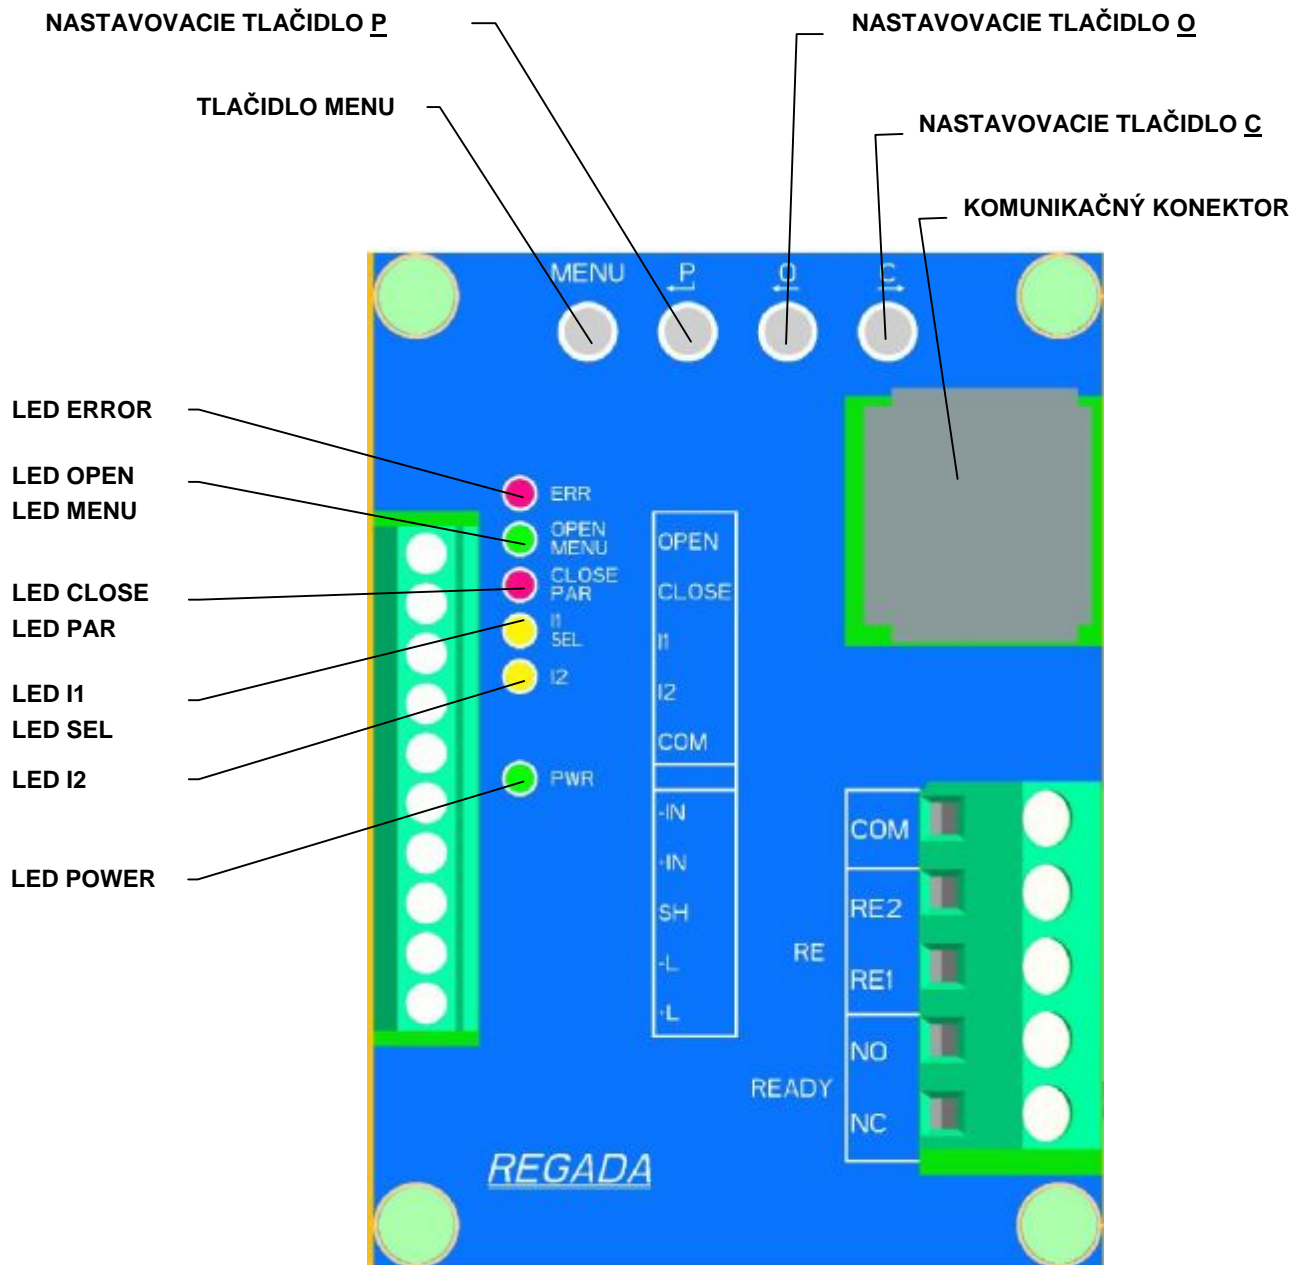 NASTAVOVACIE TLAČIDLO P
NASTAVOVACIE TLAČIDLO O
TLAČIDLO MENU
NASTAVOVACIE TLAČIDLO C
KOMUNIKAČNÝ KONEKTOR
MENU P O C
LED ERROR
LED OPEN
LED MENU
LED CLOSE
LED PAR
LED I1
LED SEL
LED I2
LED POWER
ERR
OPEN
MENU
CLOSE
PAR
I1
SEL
I2
PWR
OPEN
CLOSE
I1
I2
COM
-IN
+IN
SH
-L
+L
COM
RE2
RE
RE1
NO
READY
NC
REGADA